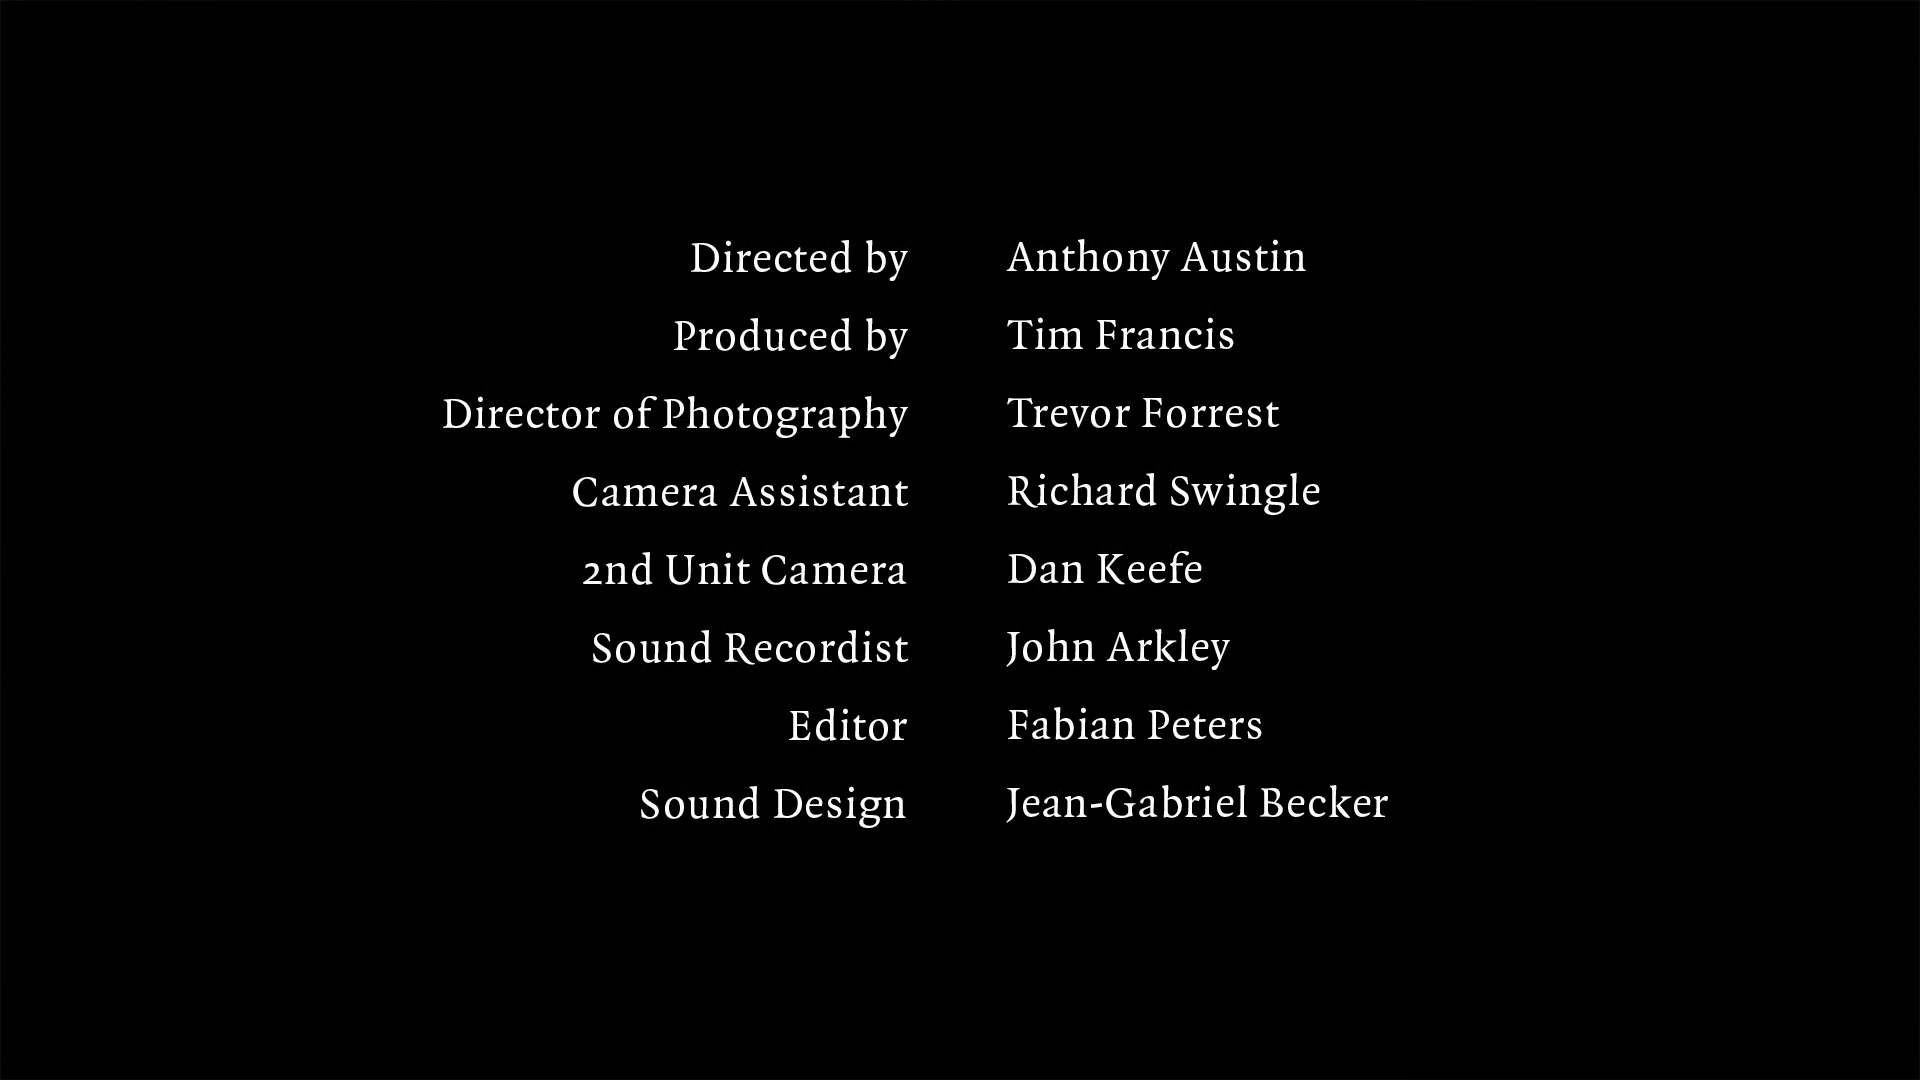 Directed by Anthony Austin
Produced by Tim Francis
Director of Photography Trevor Forrest
Camera Assistant Richard Swingle
2nd Unit Camera Dan Keefe
Sound Recordist John Arkley
Editor Fabian Peters
Sound Design Jean-Gabriel Becker